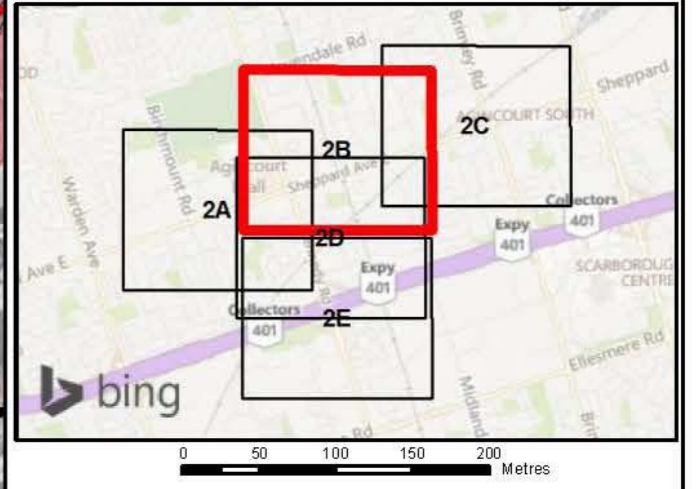 Brimley Rd
Sheppard
AGINCOURT SOUTH
2C
Birchmount Rd
2B
Agincourt
Mall
Sheppard Ave E
Warden Ave
2A
Collectors
401
Expy
401
2D
Ave E
Expy
401
SCARBOROUG
CENTRE
Collectors
401
2E
Ellesmere Rd
bing
Midland
Rd
0 50 100 150 200
Metres